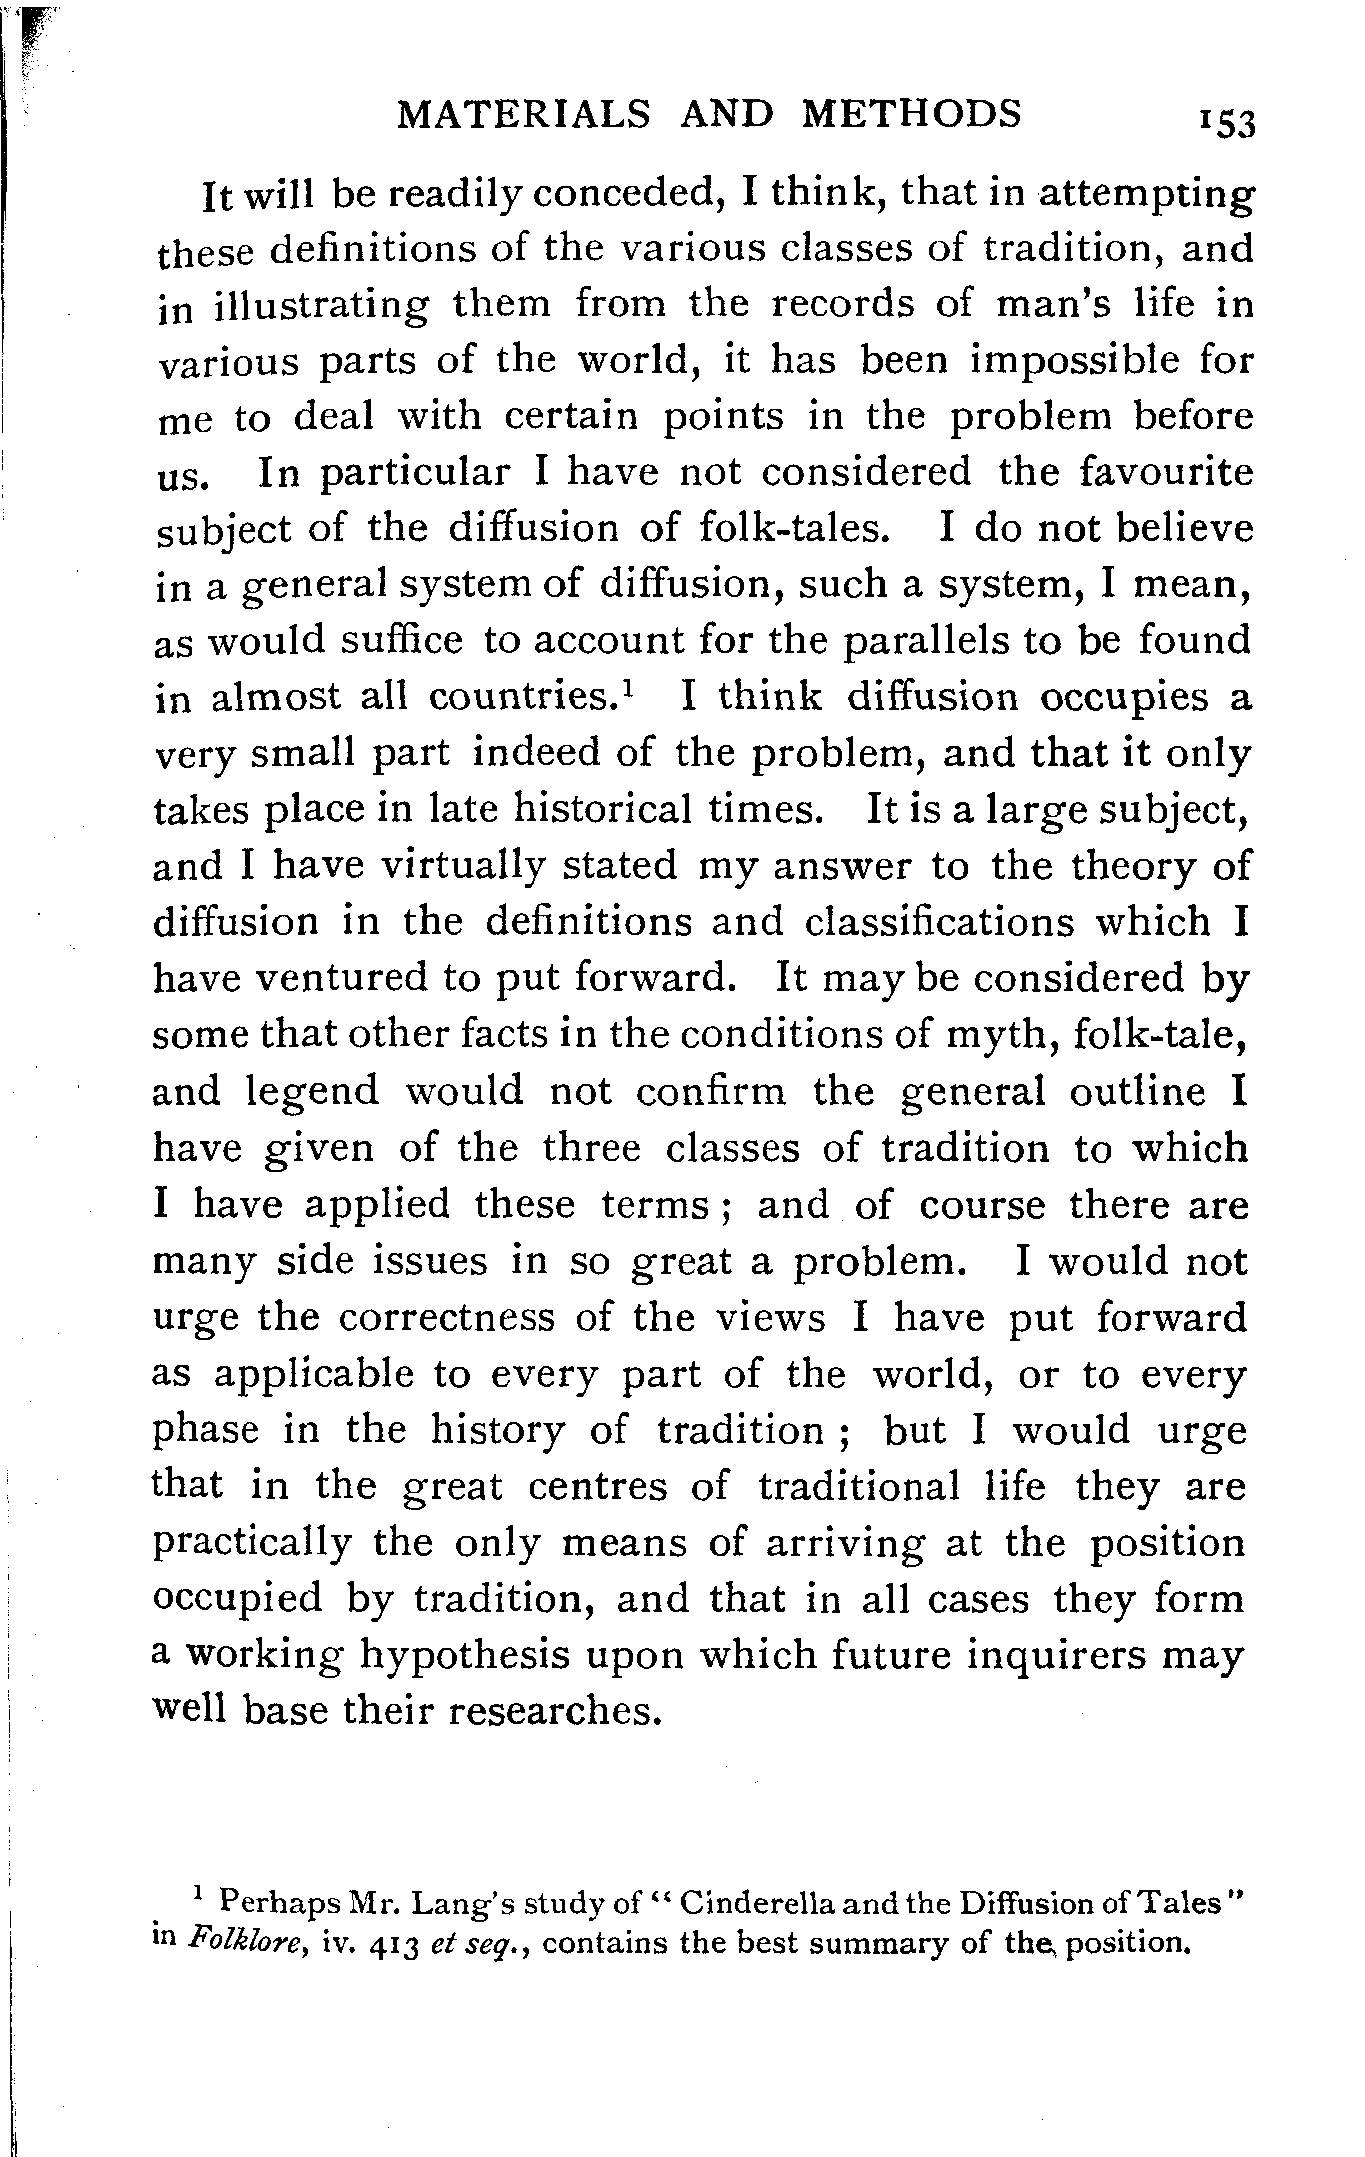 MATERIALS AND METHODS 153
It will be readily conceded, I think, that in attempting
these definitions of the various classes of tradition, and
in illustrating them from the records of man's life in
various parts of the world, it has been impossible for
me to deal with certain points in the problem before
us. In particular I have not considered the favourite
subject of the diffusion of folk-tales. I do not believe
in a general system of diffusion, such a system, I mean,
as would suffice to account for the parallels to be found
in almost all countries.¹ I think diffusion occupies a
very small part indeed of the problem, and that it only
takes place in late historical times. It is a large subject,
and I have virtually stated my answer to the theory of
diffusion in the definitions and classifications which I
have ventured to put forward. It may be considered by
some that other facts in the conditions of myth, folk-tale,
and legend would not confirm the general outline I
have given of the three classes of tradition to which
I have applied these terms ; and of course there are
many side issues in so great a problem. I would not
urge the correctness of the views I have put forward
as applicable to every part of the world, or to every
phase in the history of tradition ; but I would urge
that in the great centres of traditional life they are
practically the only means of arriving at the position
occupied by tradition, and that in all cases they form
a working hypothesis upon which future inquirers may
well base their researches.
¹ Perhaps Mr. Lang's study of “ Cinderella and the Diffusion of Tales ”
in Folklore, iv. 413 et seq., contains the best summary of the position.